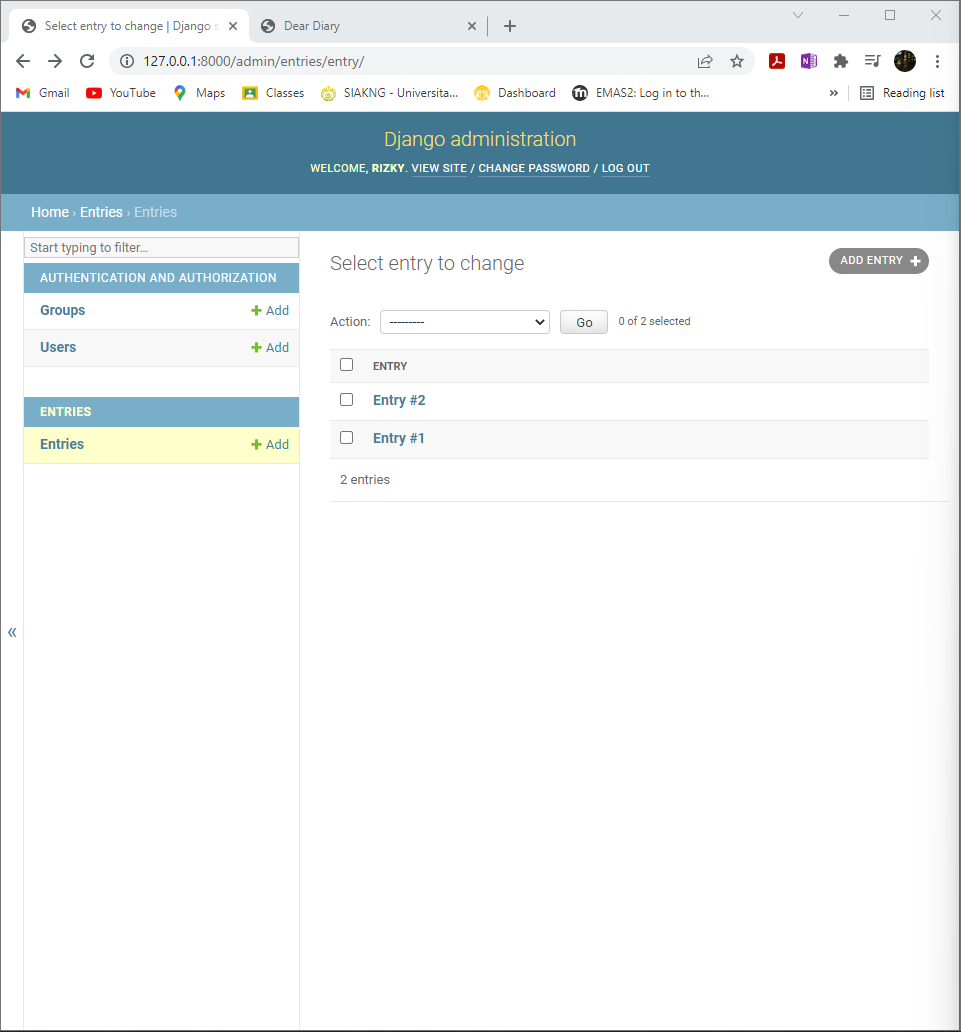 Select entry to change | Django s
Dear Diary
127.0.0.1:8000/admin/entries/entry/
Gmail YouTube Maps Classes SIAKNG - Universita... Dashboard m EMAS2: Log in to th... » Reading list
Django administration
WELCOME, RIZKY. VIEW SITE / CHANGE PASSWORD / LOG OUT
Home › Entries › Entries
Start typing to filter...
AUTHENTICATION AND AUTHORIZATION
Groups + Add
Users + Add
ENTRIES
Entries + Add
«
Select entry to change
ADD ENTRY +
Action: --------- Go 0 of 2 selected
ENTRY
Entry #2
Entry #1
2 entries